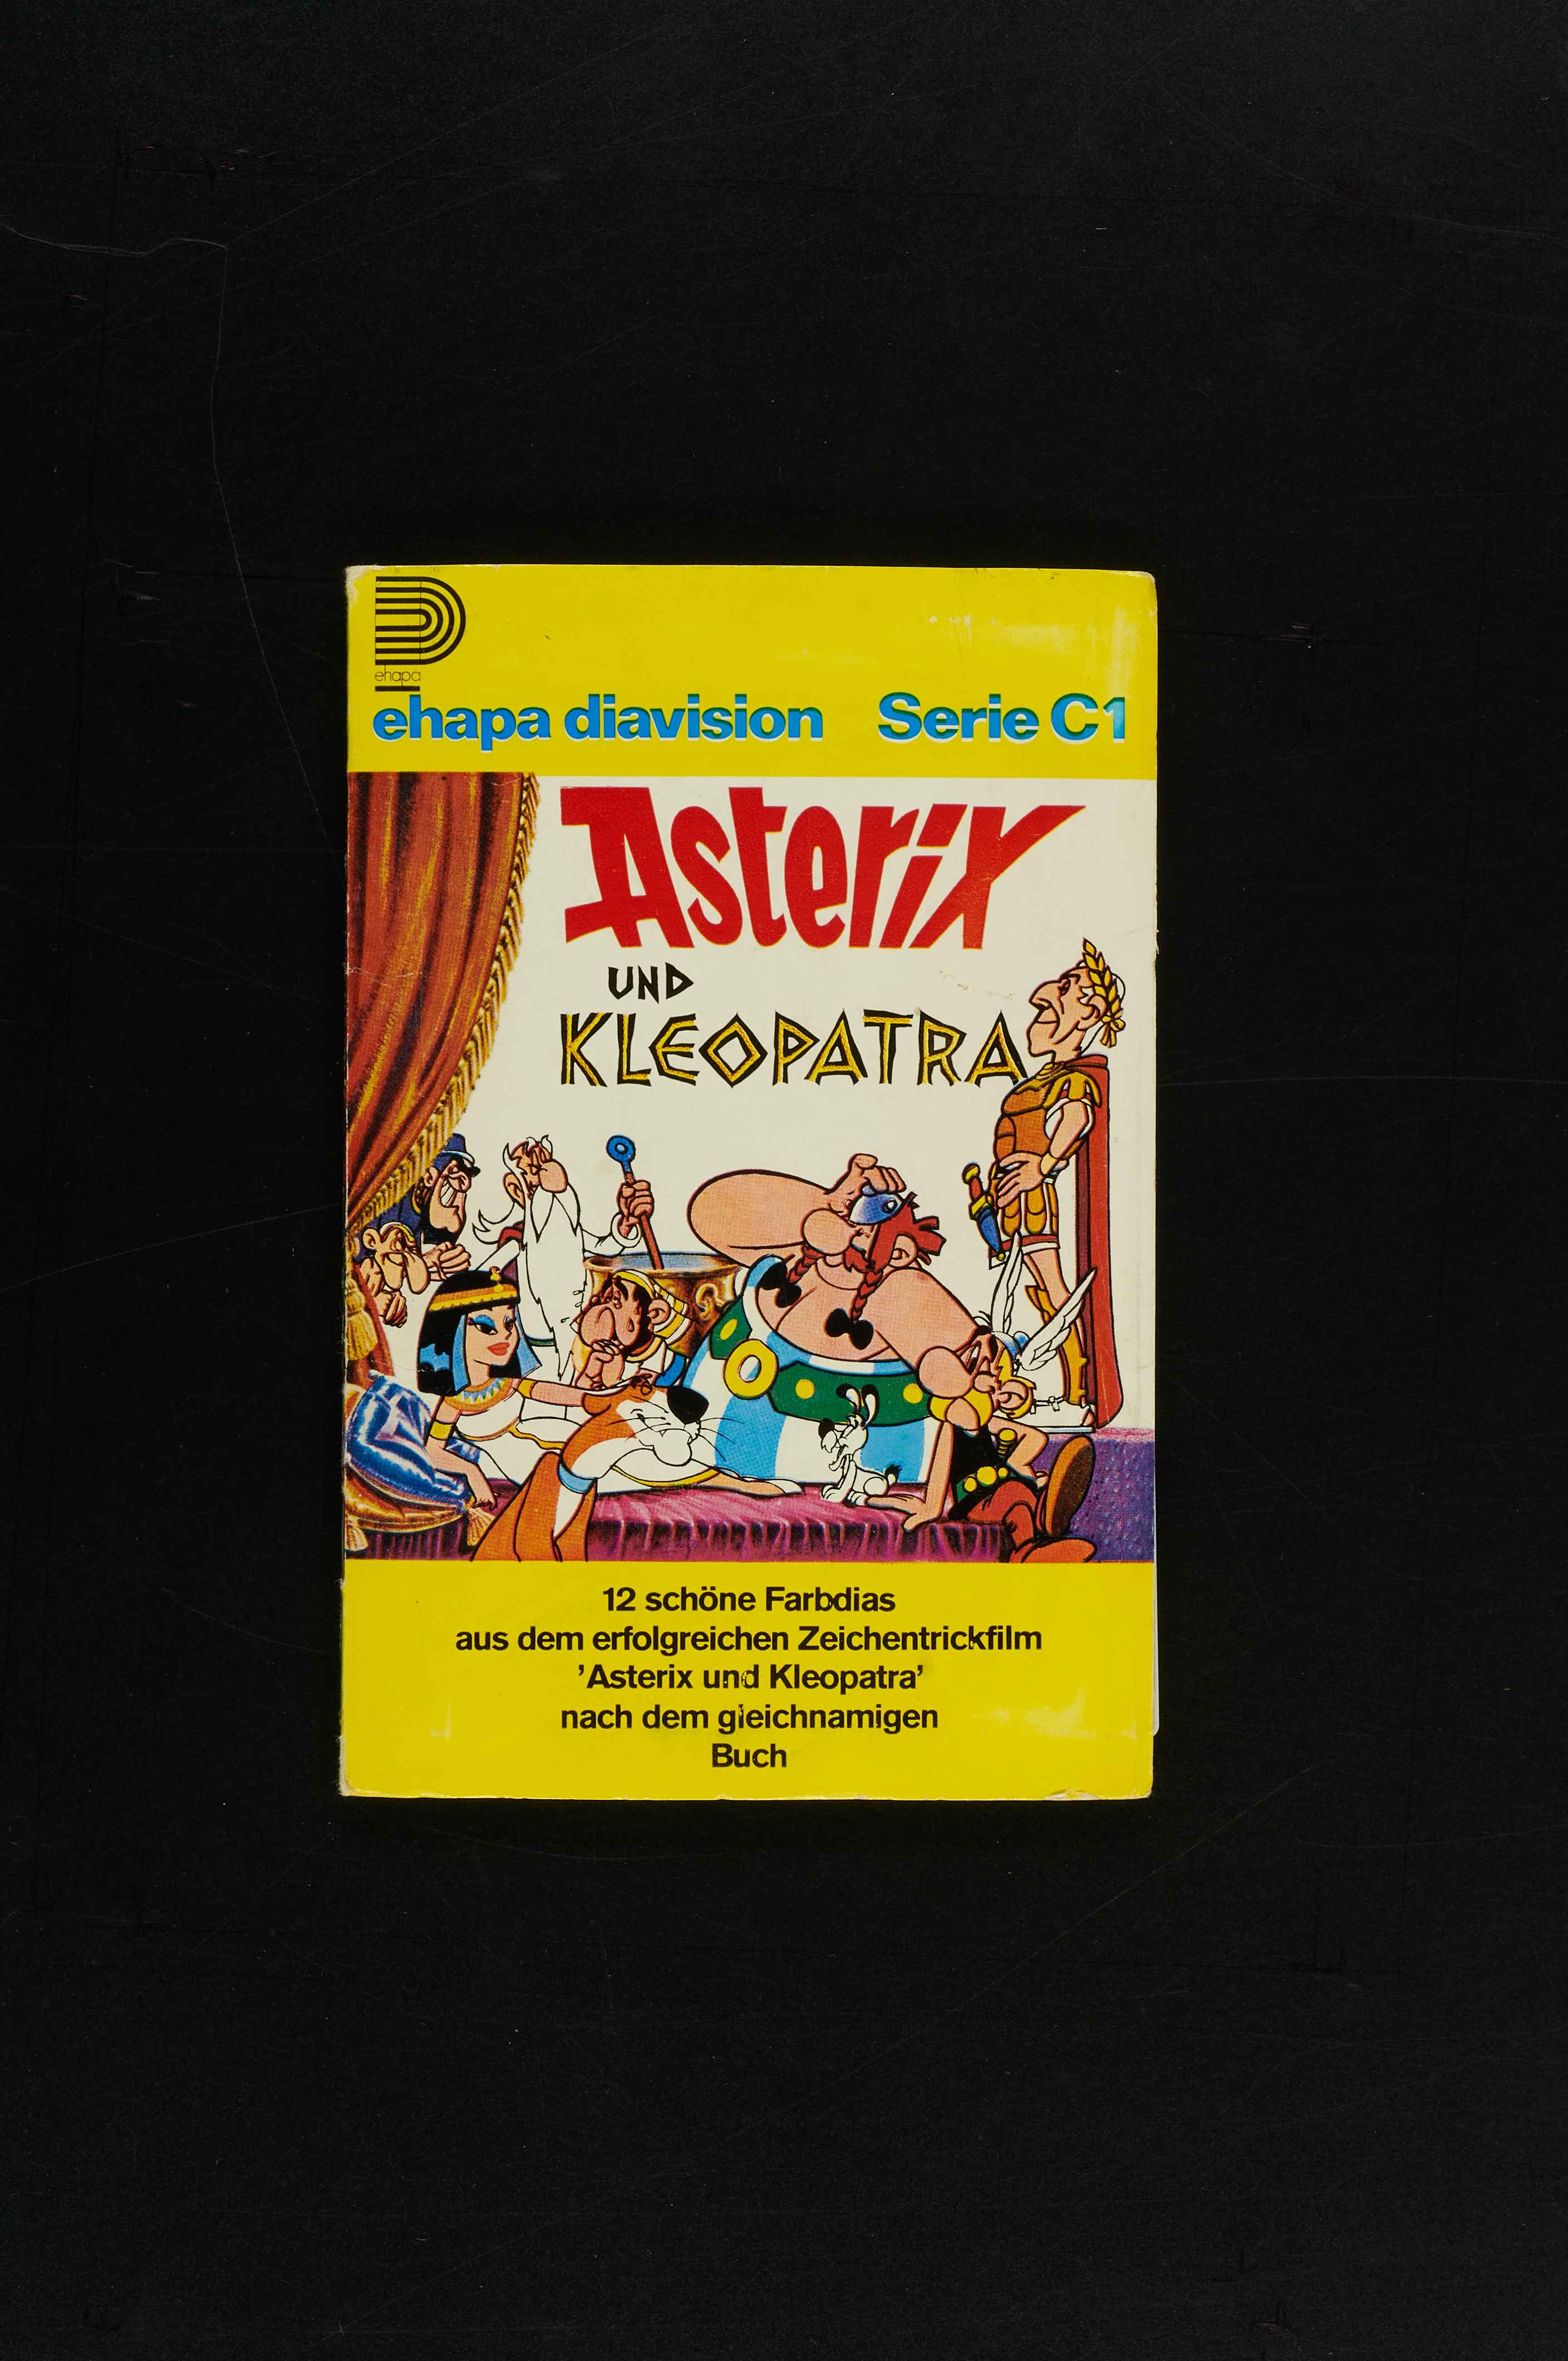 ehapa
ehapa diavision Serie C1
Asterix
UND
KLEOPATRA
12 schöne Farbdias
aus dem erfolgreichen Zeichentrickfilm
'Asterix und Kleopatra'
nach dem gleichnamigen
Buch